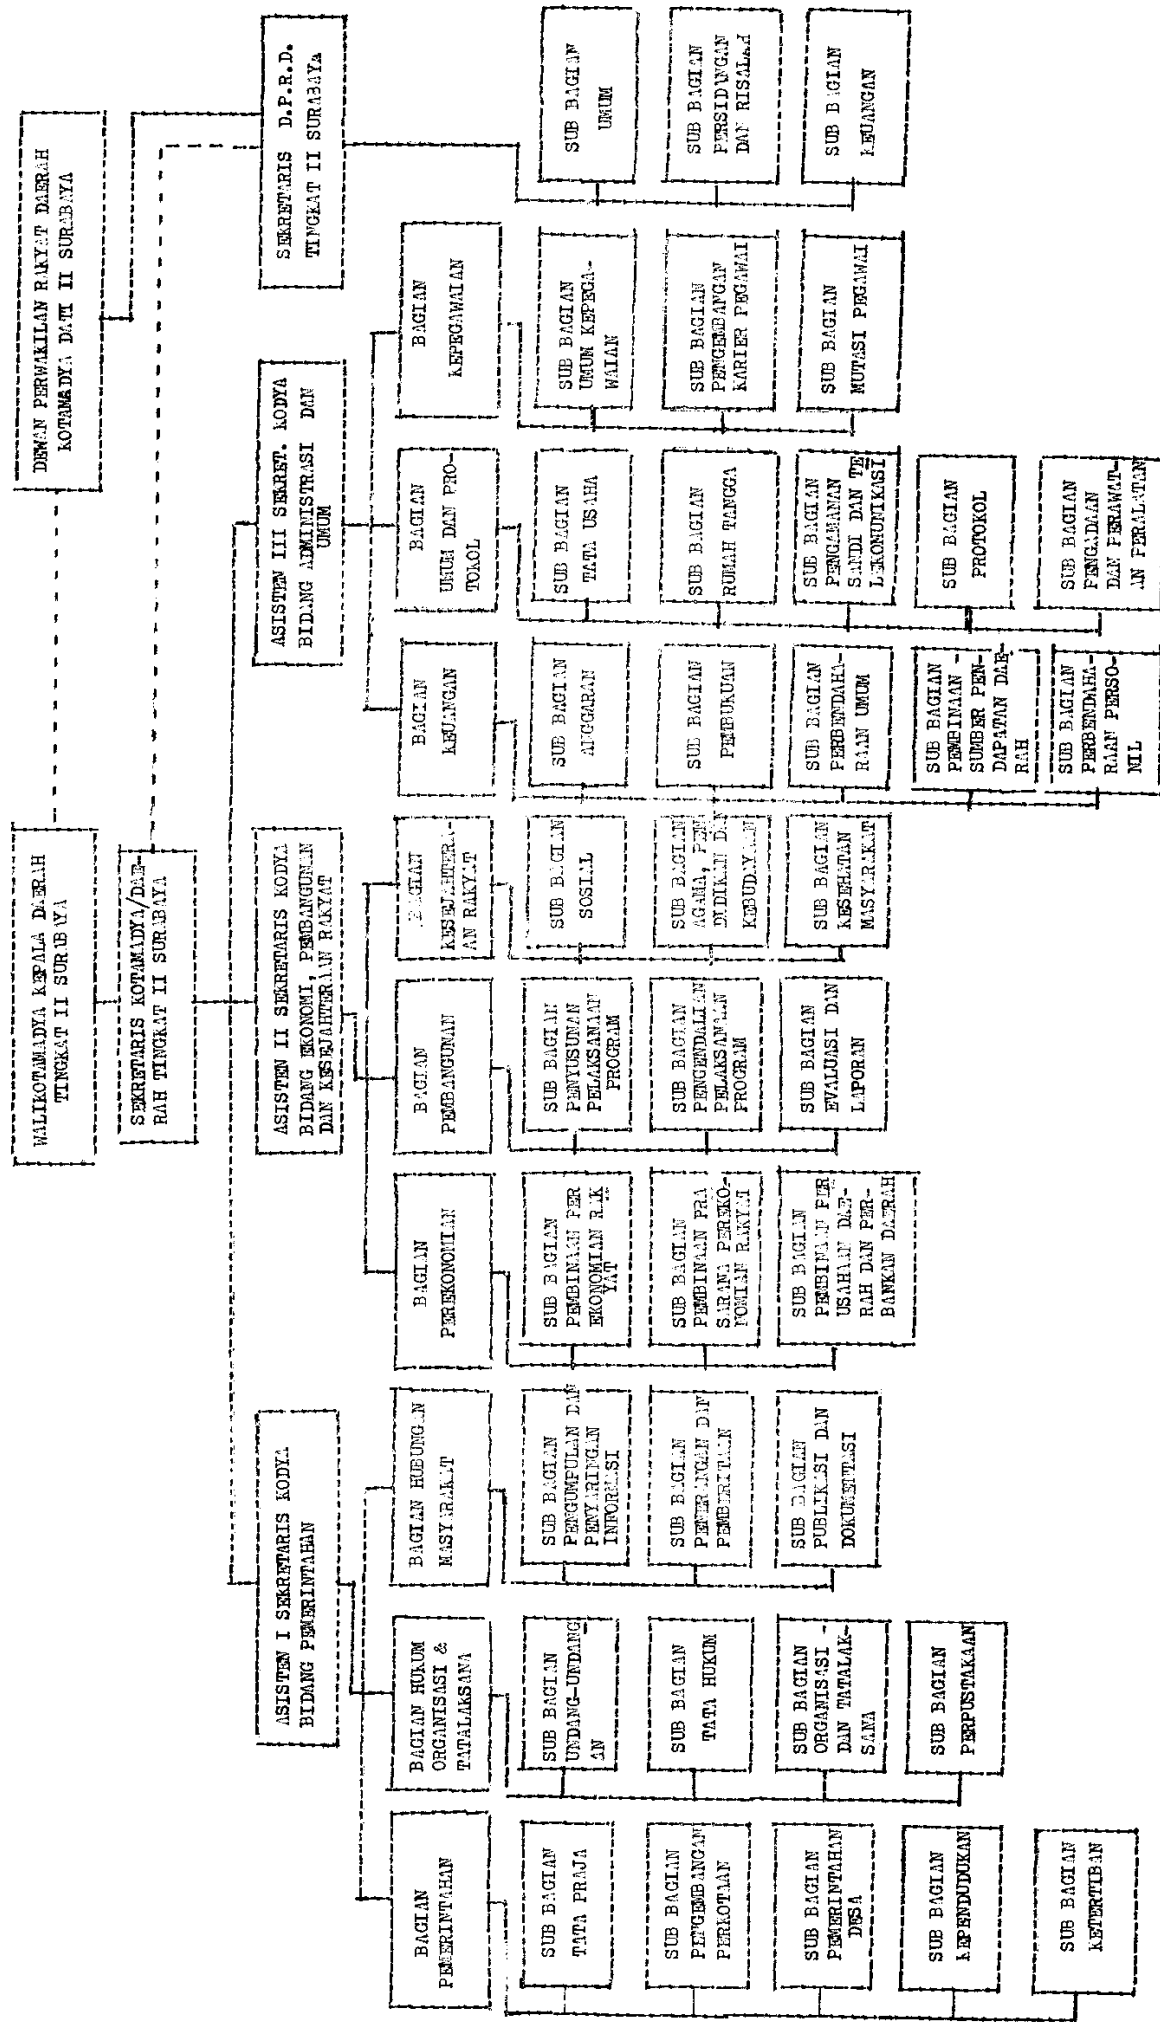 WALIKOTAMADYA KEPALA DAERAH
TINGKAT II SURABAYA
DEWAN PERWAKILAN RAKYAT DAERAH
KOTAMADYA DATI II SURABAYA
SEKRETARIS KOTAMADYA/DAE-
RAH TINGKAT II SURABAYA
ASISTEN I SEKRETARIS KODYA
BIDANG PEMERINTAHAN
ASISTEN II SEKRETARIS KODYA
BIDANG EKONOMI, PEMBANGUNAN
DAN KESEJAHTERAAN RAKYAT
ASISTEN III SEKRET. KODYA
BIDANG ADMINISTRASI DAN
UMUM
SEKRETARIS D.P.R.D.
TINGKAT II SURABAYA
BAGIAN
PEMERINTAHAN
SUB BAGIAN
TATA PRAJA
SUB BAGIAN
PENGEMBANGAN
PERKOTAAN
SUB BAGIAN
PEMERINTAHAN
DESA
SUB BAGIAN
KEPENDUDUKAN
SUB BAGIAN
KETERTIBAN
BAGIAN HUKUM
ORGANISASI &
TATALAKSANA
SUB BAGIAN
UNDANG-UNDANG
AN
SUB BAGIAN
TATA HUKUM
SUB BAGIAN
ORGANISASI -
DAN TATALAK-
SANA
SUB BAGIAN
PERPUSTAKAAN
BAGIAN HUBUNGAN
MASYARAKAT
SUB BAGIAN
PENGUMPULAN DAN
PENYARINGAN
INFORMASI
SUB BAGIAN
PENERANGAN DAN
PEMBERITAAN
SUB BAGIAN
PUBLIKASI DAN
DOKUMENTASI
BAGIAN
PEREKONOMIAN
SUB BAGIAN
PEMBINAAN PER
EKONOMIAN RAK
YAT
SUB BAGIAN
PEMBINAAN PRA
SARANA PEREKO-
NOMIAN RAKYAT
SUB BAGIAN
PEMBINAAN PER
USAHAAN DAE-
RAH DAN PER-
BANKAN DAERAH
BAGIAN
PEMBANGUNAN
SUB BAGIAN
PENYUSUNAN
PELAKSANAAN
PROGRAM
SUB BAGIAN
PENGENDALIAN
PELAKSANAAN
PROGRAM
SUB BAGIAN
EVALUASI DAN
LAPORAN
BAGIAN
KESEJAHTERA-
AN RAKYAT
SUB BAGIAN
SOSIAL
SUB BAGIAN
AGAMA, PEN
DIDIKAN DAN
KEBUDAYAAN
SUB BAGIAN
KESEHATAN
MASYARAKAT
BAGIAN
KEUANGAN
SUB BAGIAN
ANGGARAN
SUB BAGIAN
PEMBUKUAN
SUB BAGIAN
PERBENDAHA-
RAAN UMUM
SUB BAGIAN
PEMBINAAN -
SUMBER PEN-
DAPATAN DAE-
RAH
SUB BAGIAN
PERBENDAHA-
RAAN PERSO-
NIL
BAGIAN
UMUM DAN PRO-
TOKOL
SUB BAGIAN
TATA USAHA
SUB BAGIAN
RUMAH TANGGA
SUB BAGIAN
PENGAMANAN
SANDI DAN TE
LEKOMUNIKASI
SUB BAGIAN
PROTOKOL
SUB BAGIAN
PENGADAAN
DAN PERAWAT-
AN PERALATAN
BAGIAN
KEPEGAWAIAN
SUB BAGIAN
UMUM KEPEGA-
WAIAN
SUB BAGIAN
PENGEMBANGAN
KARIER PEGAWAI
SUB BAGIAN
MUTASI PEGAWAI
SUB BAGIAN
UMUM
SUB BAGIAN
PERSIDANGAN
DAN RISALAH
SUB BAGIAN
KEUANGAN